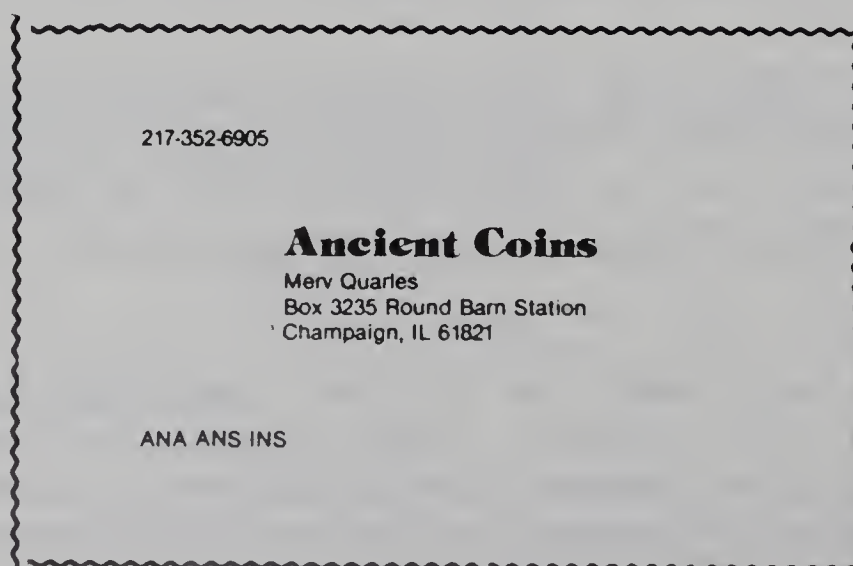 217-352-6905
Ancient Coins
Merv Quarles
Box 3235 Round Barn Station
Champaign, IL 61821
ANA ANS INS